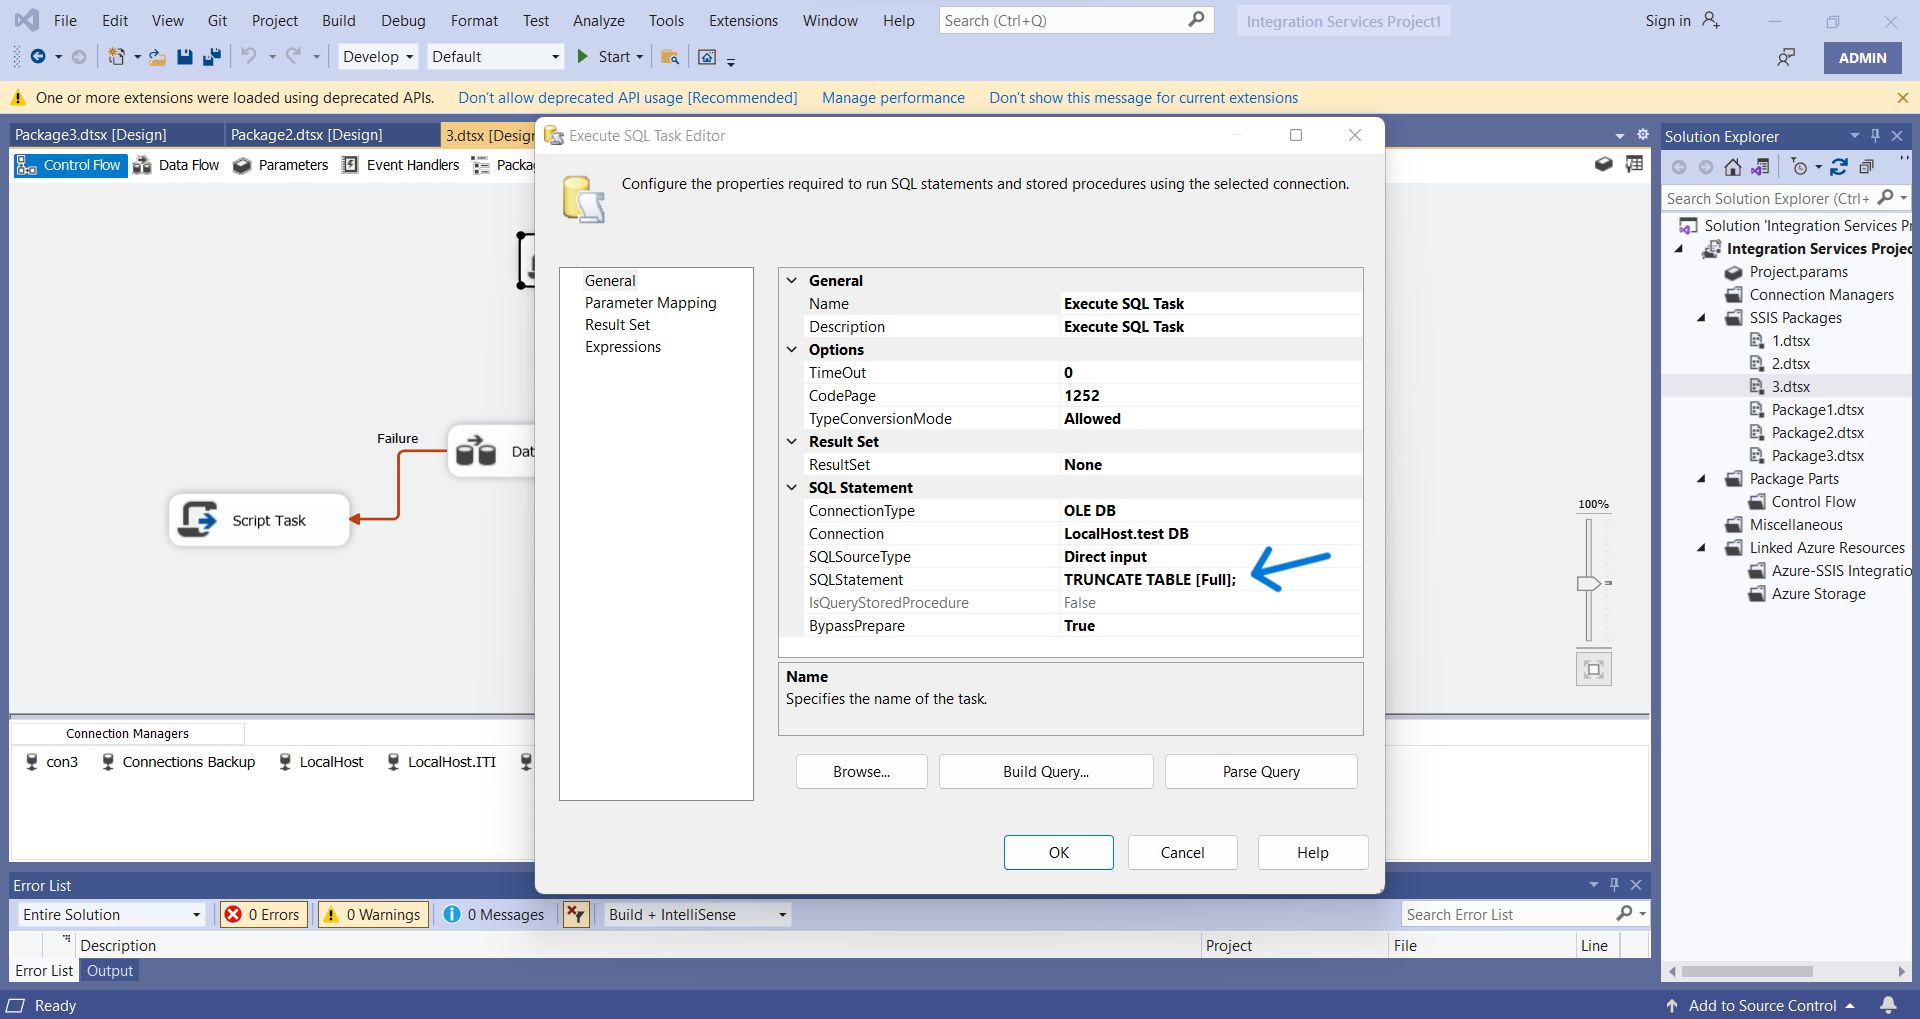 File Edit View Git Project Build Debug Format Test Analyze Tools Extensions Window Help Search (Ctrl+Q) Integration Services Project1 Sign in
Develop Default Start ADMIN
One or more extensions were loaded using deprecated APIs. Don't allow deprecated API usage [Recommended] Manage performance Don't show this message for current extensions
Package3.dtsx [Design] Package2.dtsx [Design] 3.dtsx [Design
Control Flow Data Flow Parameters Event Handlers Packa
Execute SQL Task Editor
Configure the properties required to run SQL statements and stored procedures using the selected connection.
General
Parameter Mapping
Result Set
Expressions
General
Name Execute SQL Task
Description Execute SQL Task
Options
TimeOut 0
CodePage 1252
TypeConversionMode Allowed
Result Set
ResultSet None
SQL Statement
ConnectionType OLE DB
Connection LocalHost.test DB
SQLSourceType Direct input
SQLStatement TRUNCATE TABLE [Full];
IsQueryStoredProcedure False
BypassPrepare True
Name
Specifies the name of the task.
Browse... Build Query... Parse Query
OK Cancel Help
Failure
Dat
Script Task
100%
Connection Managers
con3 Connections Backup LocalHost LocalHost.ITI
Solution Explorer
Search Solution Explorer (Ctrl+
Solution 'Integration Services Pr
Integration Services Projec
Project.params
Connection Managers
SSIS Packages
1.dtsx
2.dtsx
3.dtsx
Package1.dtsx
Package2.dtsx
Package3.dtsx
Package Parts
Control Flow
Miscellaneous
Linked Azure Resources
Azure-SSIS Integratio
Azure Storage
Error List
Entire Solution 0 Errors 0 Warnings 0 Messages Build + IntelliSense Search Error List
Description Project File Line
Error List Output
Ready Add to Source Control